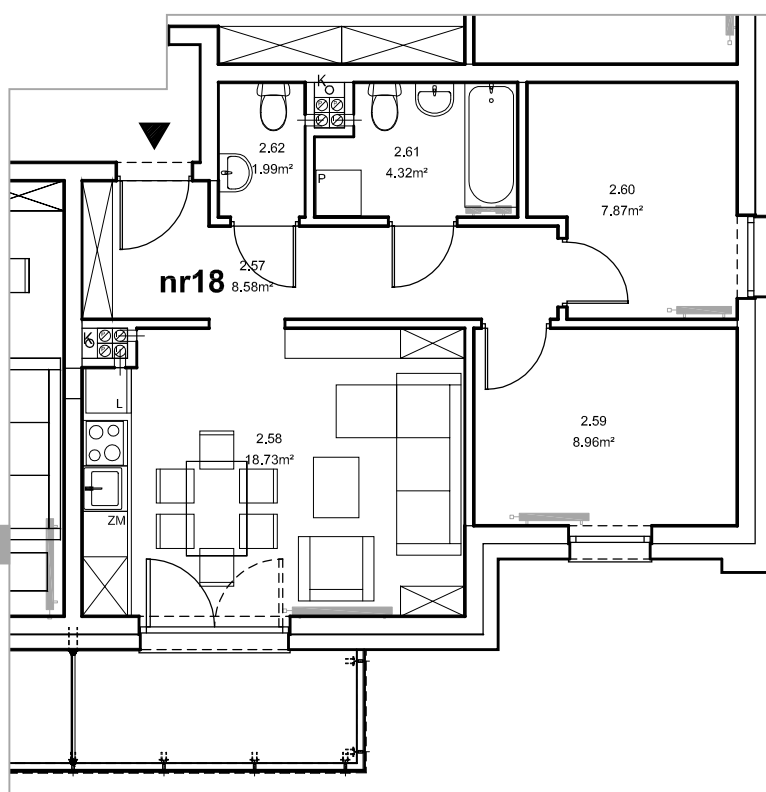 K
2.62
1.99m²
2.61
4.32m²
P
2.60
7.87m²
2.57
nr18
8.58m²
K
L
2.59
8.96m²
2.58
18.73m²
ZM